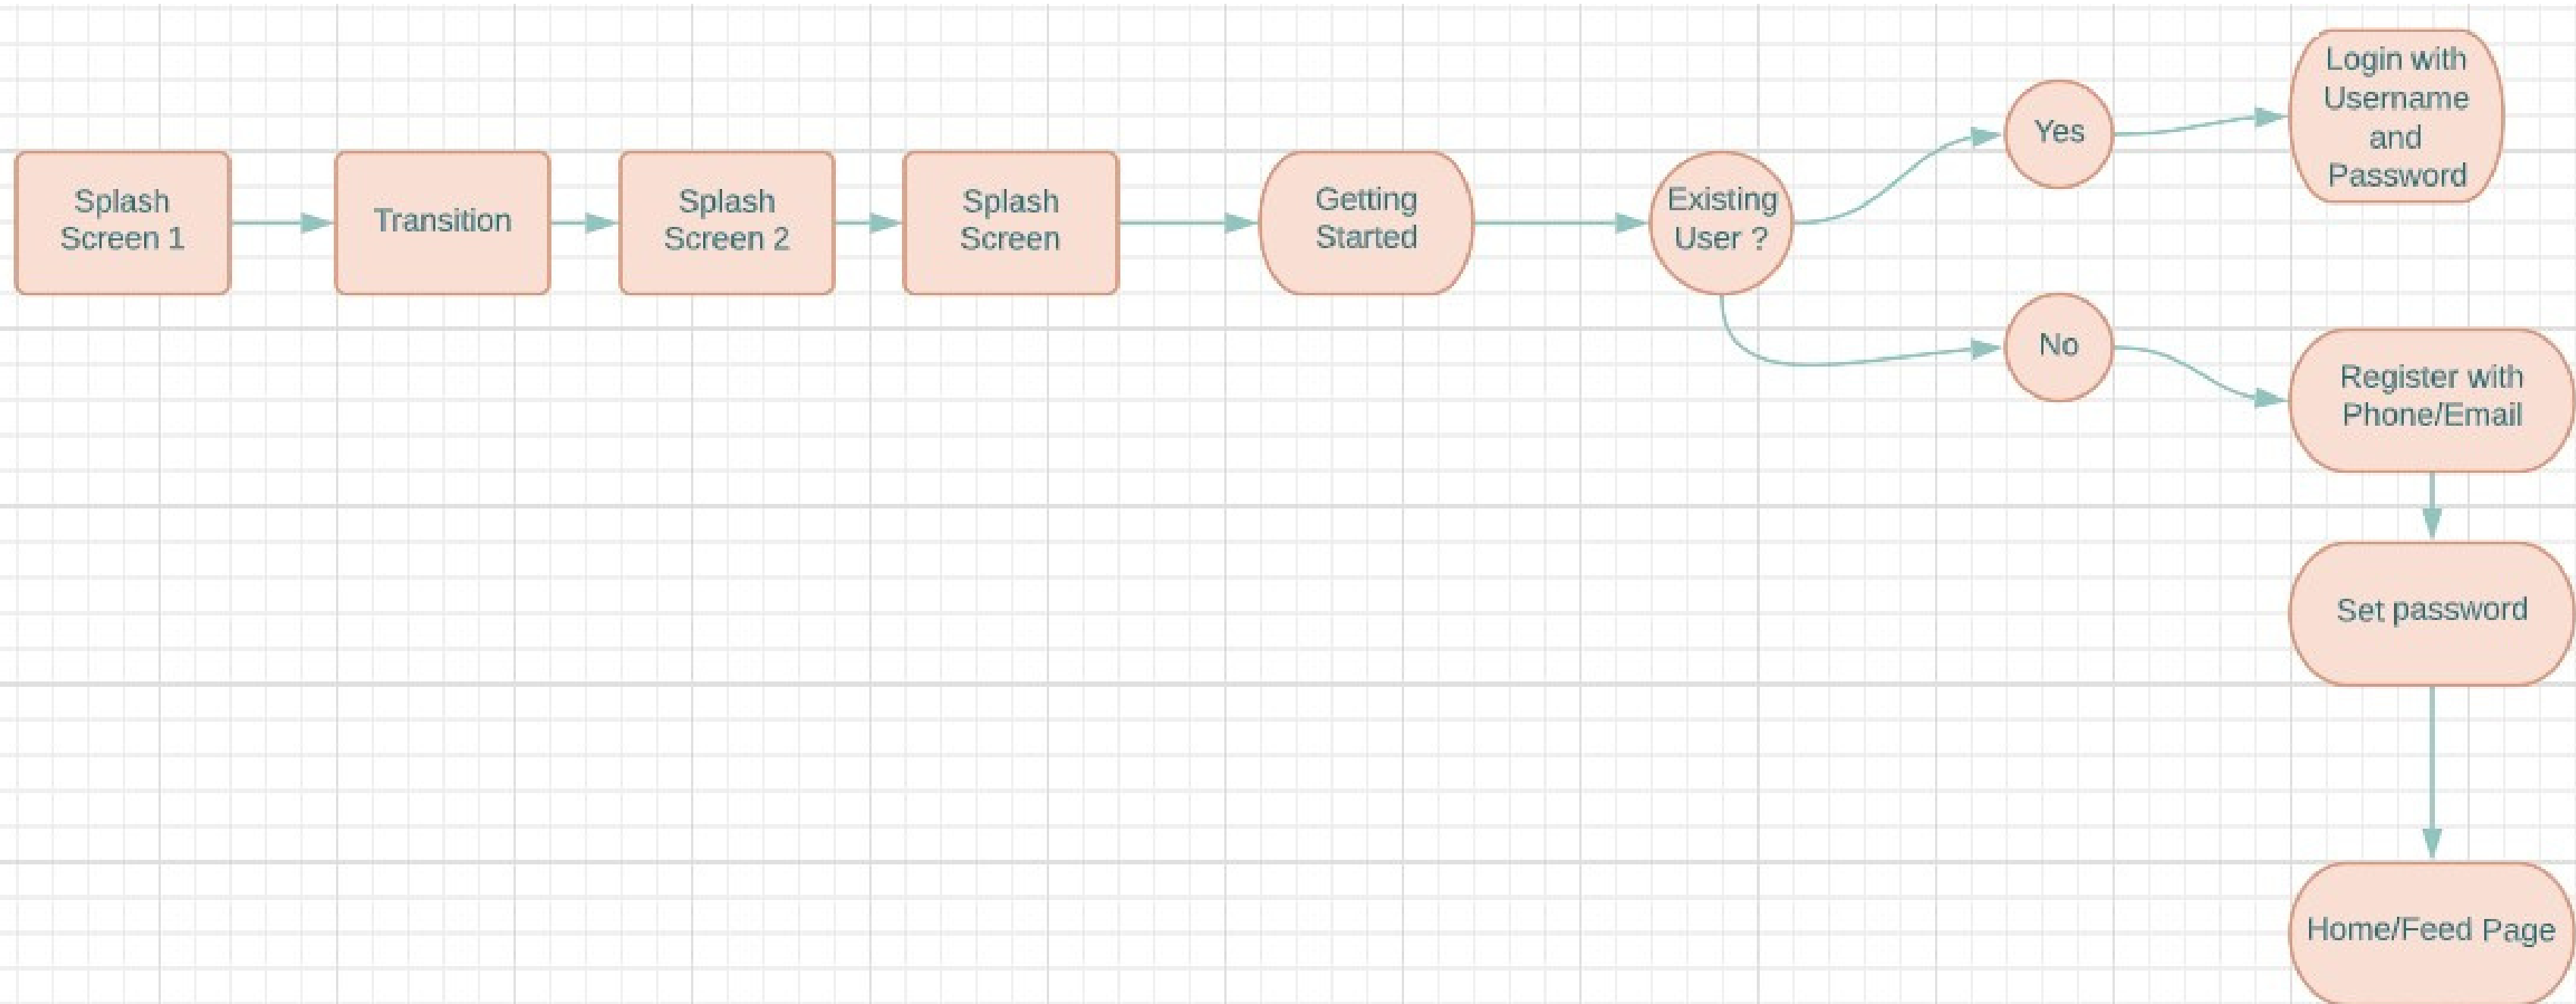 Splash
Screen 1
Transition
Splash
Screen 2
Splash
Screen
Getting
Started
Existing
User ?
Yes
Login with
Username
and
Password
No
Register with
Phone/Email
Set password
Home/Feed Page